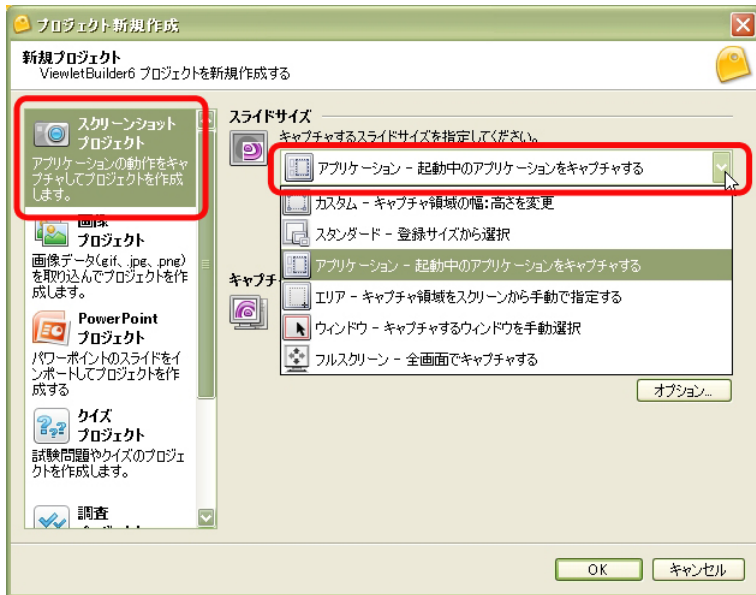 プロジェクト新規作成
新規プロジェクト
ViewletBuilder6 プロジェクトを新規作成する
スクリーンショット
プロジェクト
アプリケーションの動作をキャ
プチャしてプロジェクトを作成
します。
画像
プロジェクト
画像データ(gif、.jpg、.png)
を取り込んでプロジェクトを作
成します。
PowerPoint
プロジェクト
パワーポイントのスライドをイ
ンポートしてプロジェクトを作
成する
クイズ
プロジェクト
試験問題やクイズのプロジェ
クトを作成します。
調査
スライドサイズ
キャプチャするスライドサイズを指定してください。
アプリケーション - 起動中のアプリケーションをキャプチャする
カスタム - キャプチャ領域の幅:高さを変更
スタンダード - 登録サイズから選択
アプリケーション - 起動中のアプリケーションをキャプチャする
エリア - キャプチャ領域をスクリーンから手動で指定する
ウィンドウ - キャプチャするウィンドウを手動選択
フルスクリーン - 全画面でキャプチャする
キャプチ
オプション...
OK
キャンセル